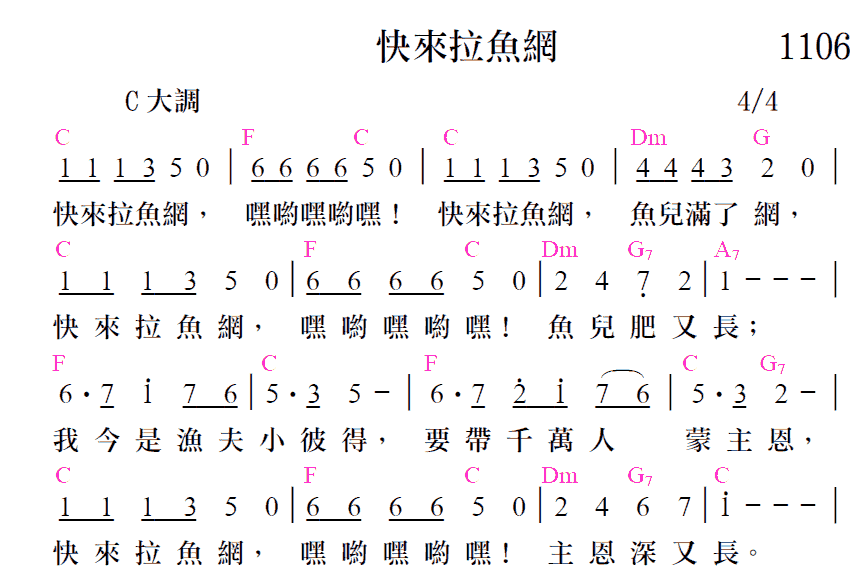 快來拉魚網 1106
C 大調 4/4
C F C C Dm G
1 1 1 3 5 0 | 6 6 6 6 5 0 | 1 1 1 3 5 0 | 4 4 4 3 2 0 |
快來拉魚網， 嘿喲嘿喲嘿！ 快來拉魚網， 魚兒滿了 網，
C F C Dm G7 A7
1 1 1 3 5 0 | 6 6 6 6 5 0 | 2 4 7̣ 2 | 1 - - - |
快 來 拉 魚 網， 嘿 喲 嘿 喲 嘿！ 魚 兒 肥 又 長；
F C F C G7
6 · 7 i̇ 7 6 | 5 · 3 5 - | 6 · 7 2̇ i̇ 7 6 | 5 · 3 2 - |
我 今 是 漁 夫 小 彼 得， 要 帶 千 萬 人 蒙 主 恩，
C F C Dm G7 C
1 1 1 3 5 0 | 6 6 6 6 5 0 | 2 4 6 7 | i̇ - - - |
快 來 拉 魚 網， 嘿 喲 嘿 喲 嘿！ 主 恩 深 又 長。